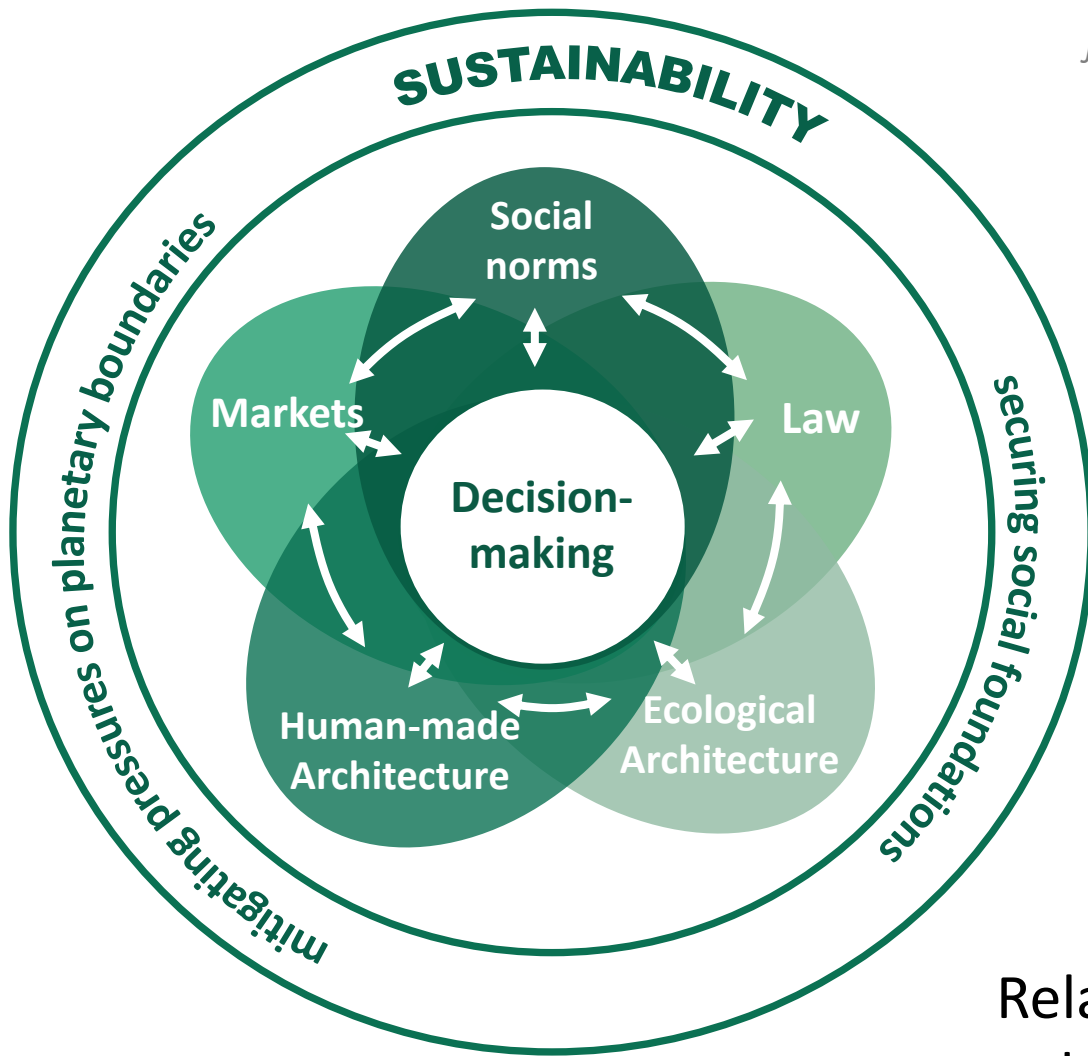 SUSTAINABILITY
mitigating pressures on planetary boundaries
securing social foundations
Social
norms
Markets
Law
Decision-
making
Human-made
Architecture
Ecological
Architecture
Rela